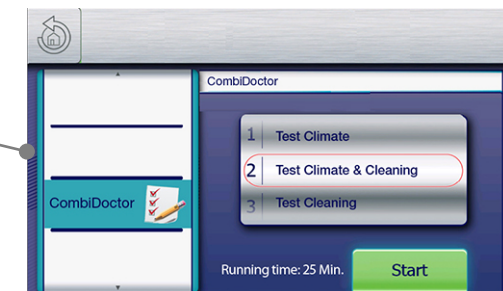 CombiDoctor
1 Test Climate
2 Test Climate & Cleaning
3 Test Cleaning
CombiDoctor
Running time: 25 Min.
Start